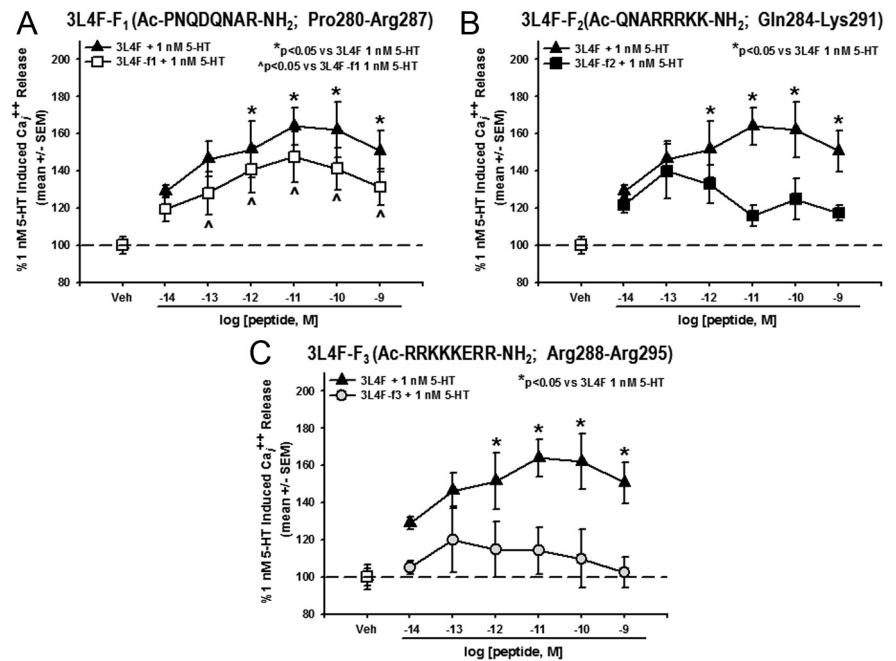 A
3L4F-F1(Ac-PNQDQNAR-NH2; Pro280-Arg287)
3L4F + 1 nM 5-HT
3L4F-f1 + 1 nM 5-HT
*p<0.05 vs 3L4F 1 nM 5-HT
^p<0.05 vs 3L4F-f1 1 nM 5-HT
% 1 nM 5-HT Induced Cai++ Release
(mean +/- SEM)
200
180
160
140
120
100
80
* * * *
^ ^ ^ ^ ^
Veh -14 -13 -12 -11 -10 -9
log [peptide, M]
B
3L4F-F2(Ac-QNARRRKK-NH2; Gln284-Lys291)
3L4F + 1 nM 5-HT
3L4F-f2 + 1 nM 5-HT
*p<0.05 vs 3L4F 1 nM 5-HT
% 1 nM 5-HT Induced Cai++ Release
(mean +/- SEM)
200
180
160
140
120
100
80
* * * *
Veh -14 -13 -12 -11 -10 -9
log [peptide, M]
C
3L4F-F3 (Ac-RRKKKERR-NH2; Arg288-Arg295)
3L4F + 1 nM 5-HT
3L4F-f3 + 1 nM 5-HT
*p<0.05 vs 3L4F 1 nM 5-HT
% 1 nM 5-HT Induced Cai++ Release
(mean +/- SEM)
200
180
160
140
120
100
80
* * * *
Veh -14 -13 -12 -11 -10 -9
log [peptide, M]